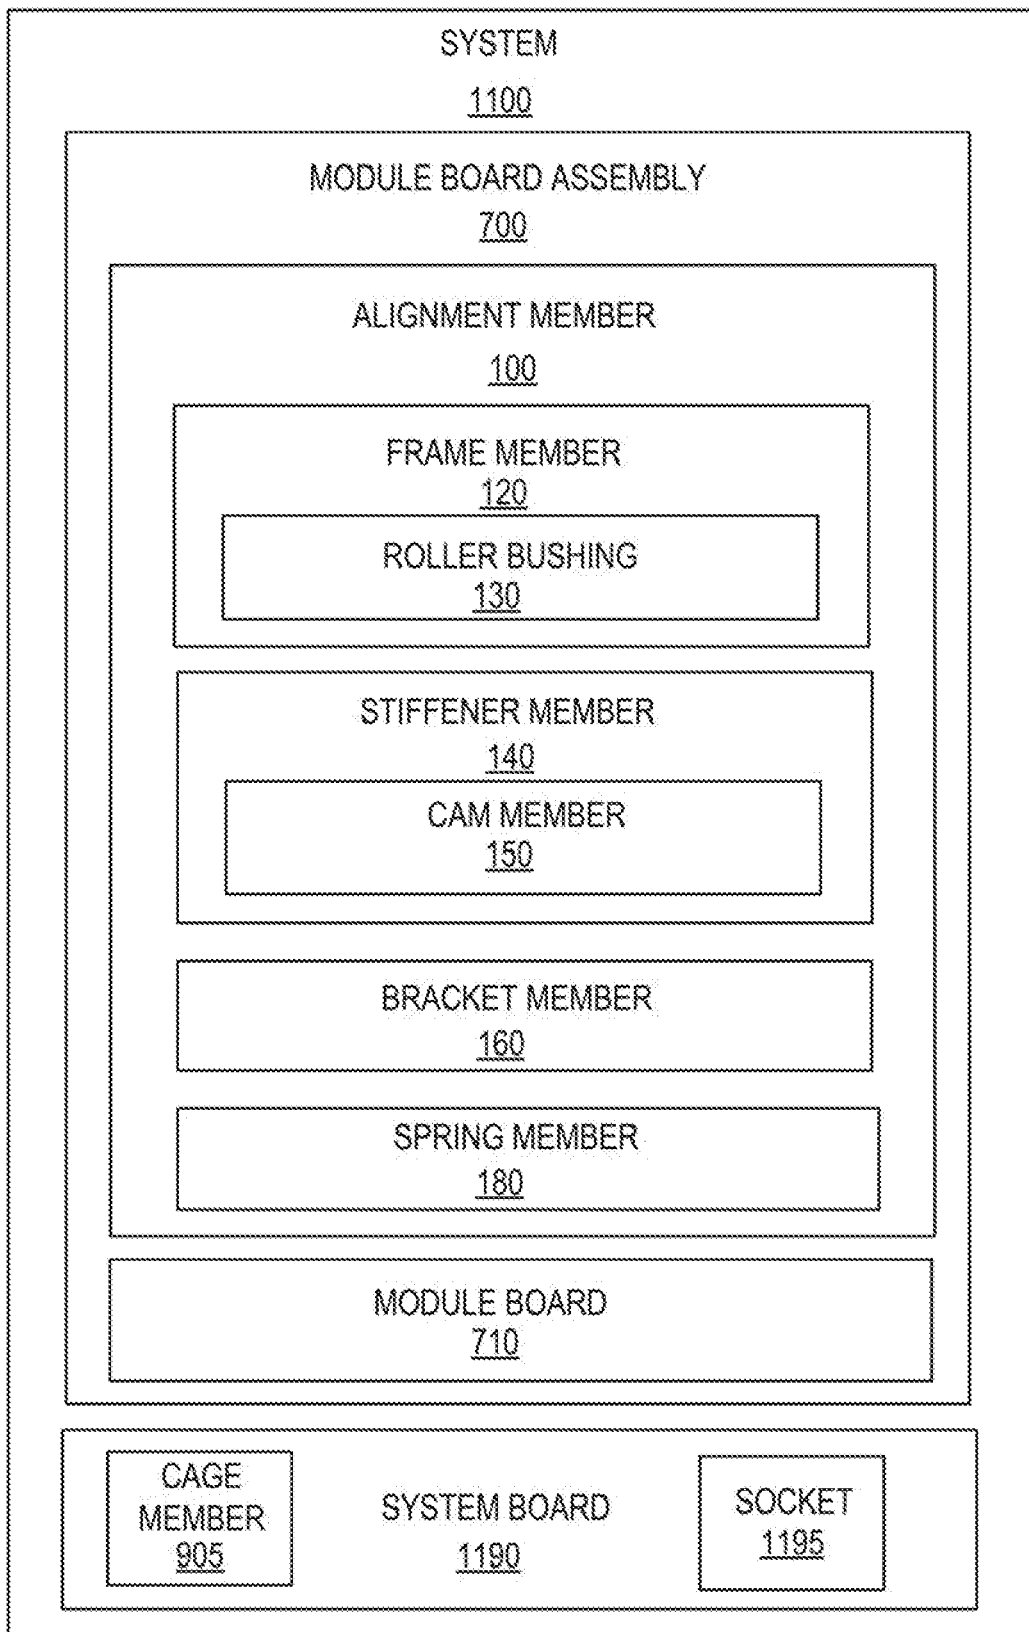 SYSTEM
1100
MODULE BOARD ASSEMBLY
700
ALIGNMENT MEMBER
100
FRAME MEMBER
120
ROLLER BUSHING
130
STIFFENER MEMBER
140
CAM MEMBER
150
BRACKET MEMBER
160
SPRING MEMBER
180
MODULE BOARD
710
CAGE
MEMBER
905
SYSTEM BOARD
1190
SOCKET
1195